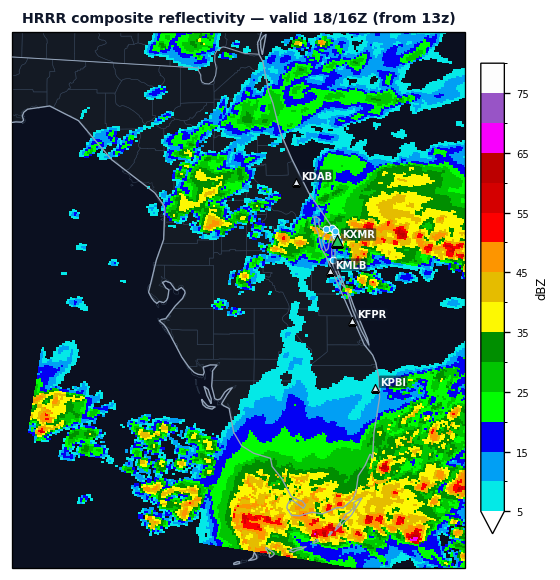 HRRR composite reflectivity — valid 18/16Z (from 13z)
KDAB
KXMR
KMLB
KFPR
KPBI
75
65
55
45
35
25
15
5
dBZ